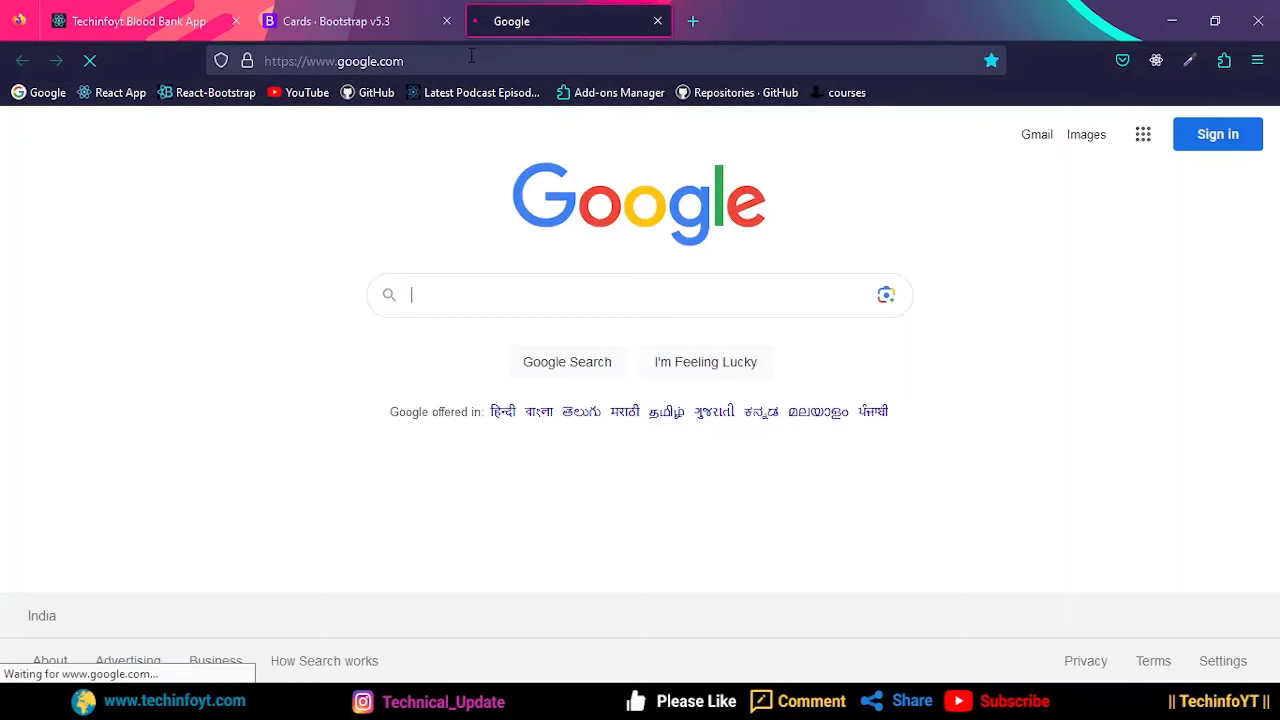 Techinfoyt Blood Bank App
Cards · Bootstrap v5.3
Google
https://www.google.com
Google
React App
React-Bootstrap
YouTube
GitHub
Latest Podcast Episod...
Add-ons Manager
Repositories · GitHub
courses
Gmail
Images
Sign in
Google
Google Search
I'm Feeling Lucky
Google offered in: हिन्दी বাংলা తెలుగు मराठी தமிழ் ગુજરાતી ಕನ್ನಡ മലയാളം ਪੰਜਾਬੀ
India
About
Advertising
Business
How Search works
Privacy
Terms
Settings
Waiting for www.google.com...
www.techinfoyt.com
Technical_Update
Please Like
Comment
Share
Subscribe
|| TechinfoYT ||